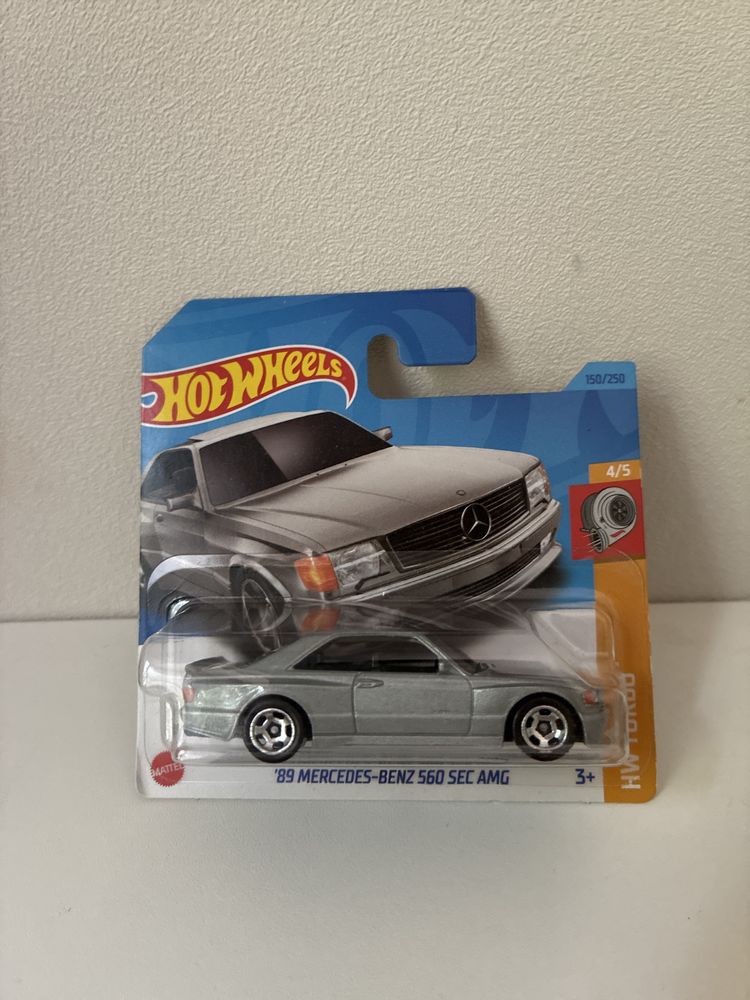 HOT WHEELS
150/250
4/5
HW TURBO
MATTEL
'89 MERCEDES-BENZ 560 SEC AMG
3+